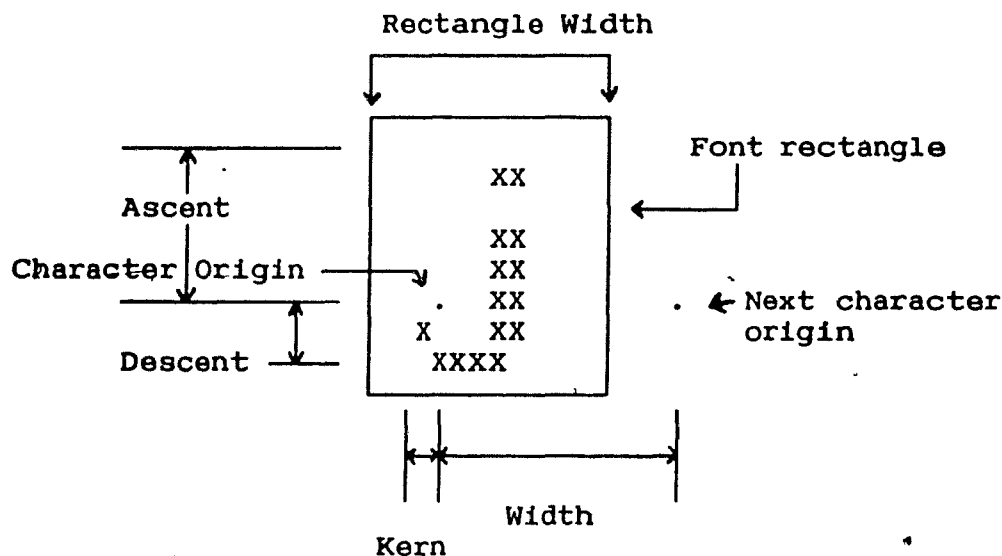 Rectangle Width
Font rectangle
XX
Ascent
XX
Character Origin
XX
. XX . Next character
X XX origin
Descent
XXXX
Width
Kern